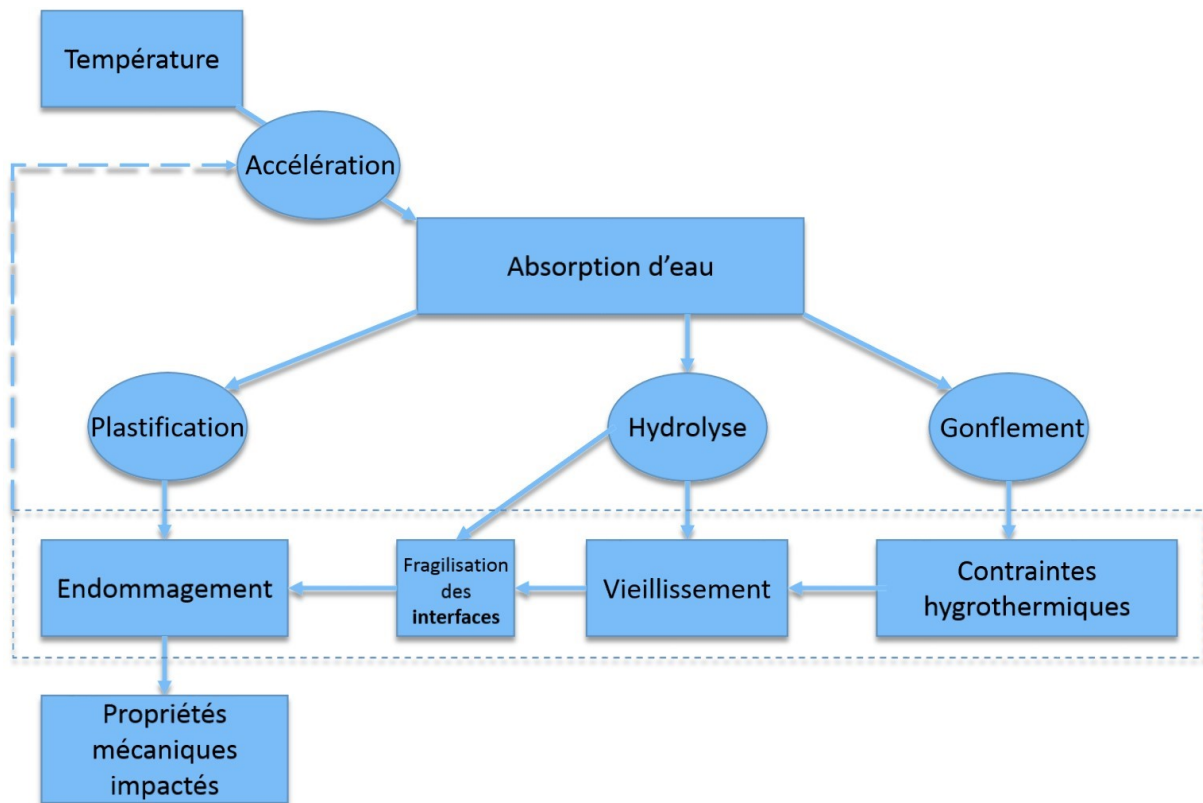 Température
Accélération
Absorption d’eau
Plastification
Hydrolyse
Gonflement
Endommagement
Fragilisation
des
interfaces
Vieillissement
Contraintes
hygrothermiques
Propriétés
mécaniques
impactés